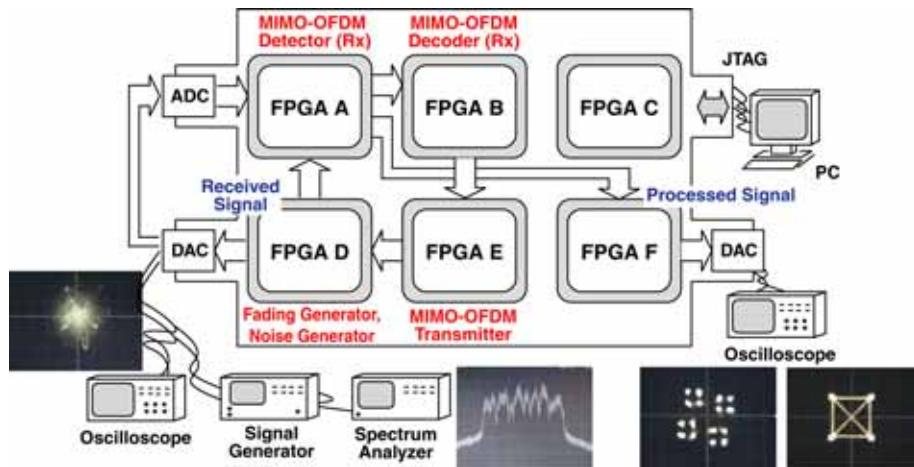 MIMO-OFDM
Detector (Rx)
MIMO-OFDM
Decoder (Rx)
JTAG
ADC
FPGA A
FPGA B
FPGA C
PC
Received
Signal
Processed Signal
DAC
FPGA D
FPGA E
FPGA F
DAC
Fading Generator,
Noise Generator
MIMO-OFDM
Transmitter
Oscilloscope
Oscilloscope
Signal
Generator
Spectrum
Analyzer